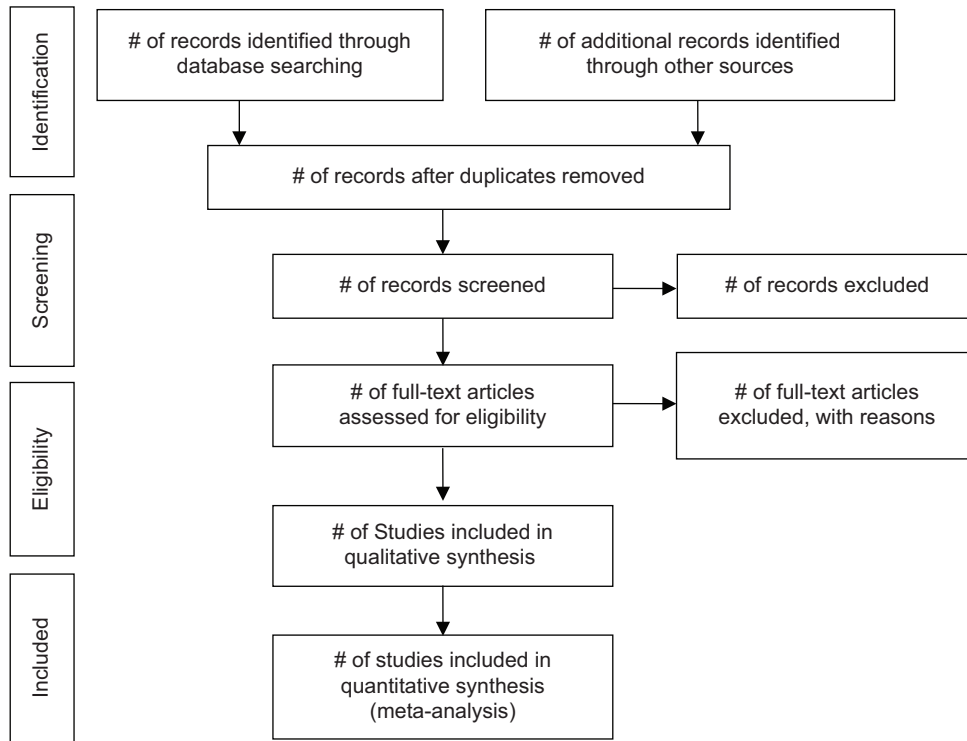 Identification
# of records identified through
database searching
# of additional records identified
through other sources
# of records after duplicates removed
Screening
# of records screened
# of records excluded
Eligibility
# of full-text articles
assessed for eligibility
# of full-text articles
excluded, with reasons
# of Studies included in
qualitative synthesis
Included
# of studies included in
quantitative synthesis
(meta-analysis)